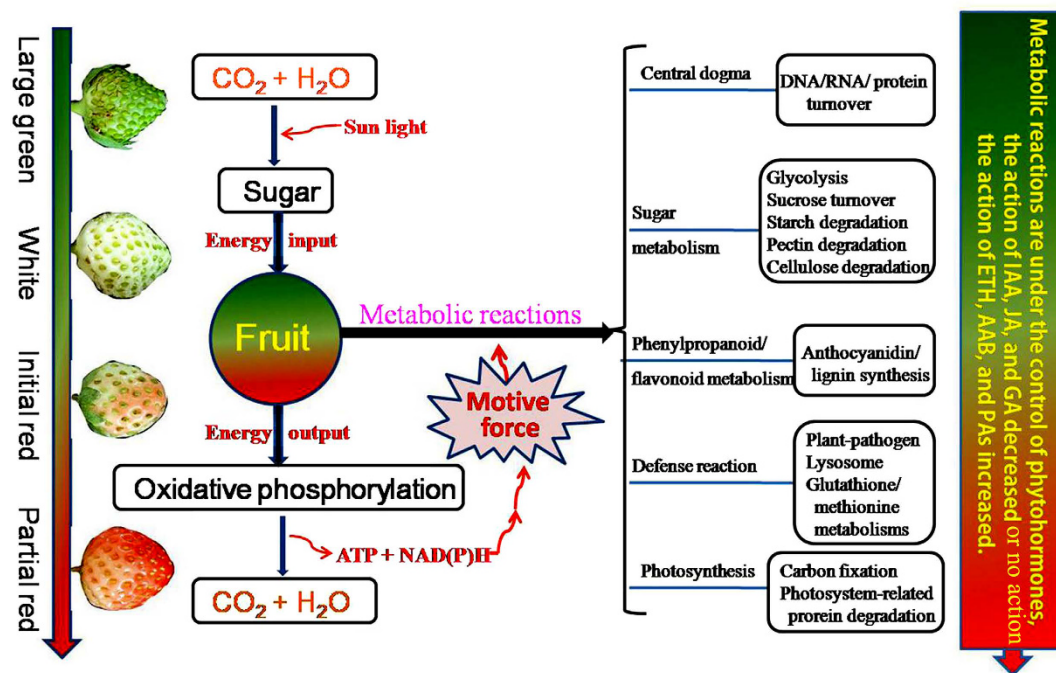 Large green
White
Initial red
Partial red
CO₂ + H₂O
Sun light
Sugar
Energy input
Fruit
Energy output
Oxidative phosphorylation
ATP + NAD(P)H
CO₂ + H₂O
Metabolic reactions
Motive
force
Central dogma
DNA/RNA/ protein
turnover
Sugar
metabolism
Glycolysis
Sucrose turnover
Starch degradation
Pectin degradation
Cellulose degradation
Phenylpropanoid/
flavonoid metabolism
Anthocyanidin/
lignin synthesis
Defense reaction
Plant-pathogen
Lysosome
Glutathione/
methionine
metabolisms
Photosynthesis
Carbon fixation
Photosystem-related
prorein degradation
Metabolic reactions are under the control of phytohormones,
the action of IAA, JA, and GA decreased or no action
the action of ETH, AAB, and PAs increased.